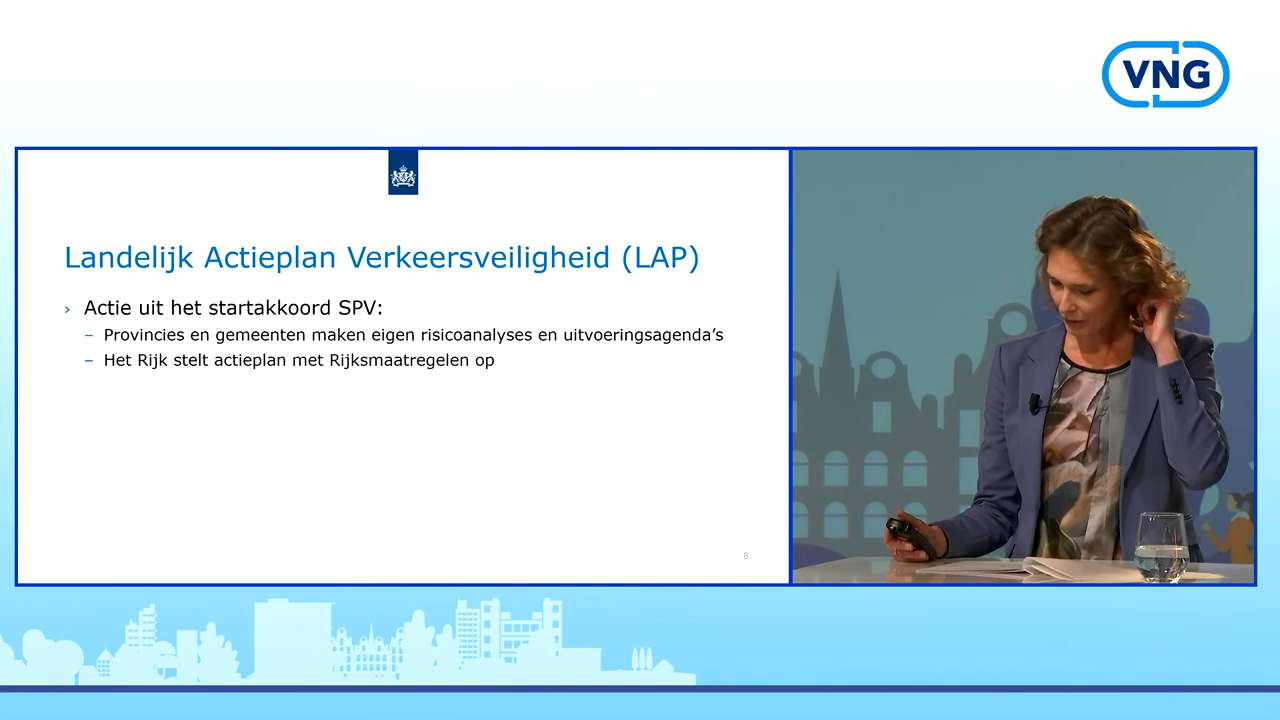 VNG
Landelijk Actieplan Verkeersveiligheid (LAP)
› Actie uit het startakkoord SPV:
– Provincies en gemeenten maken eigen risicoanalyses en uitvoeringsagenda’s
– Het Rijk stelt actieplan met Rijksmaatregelen op
8